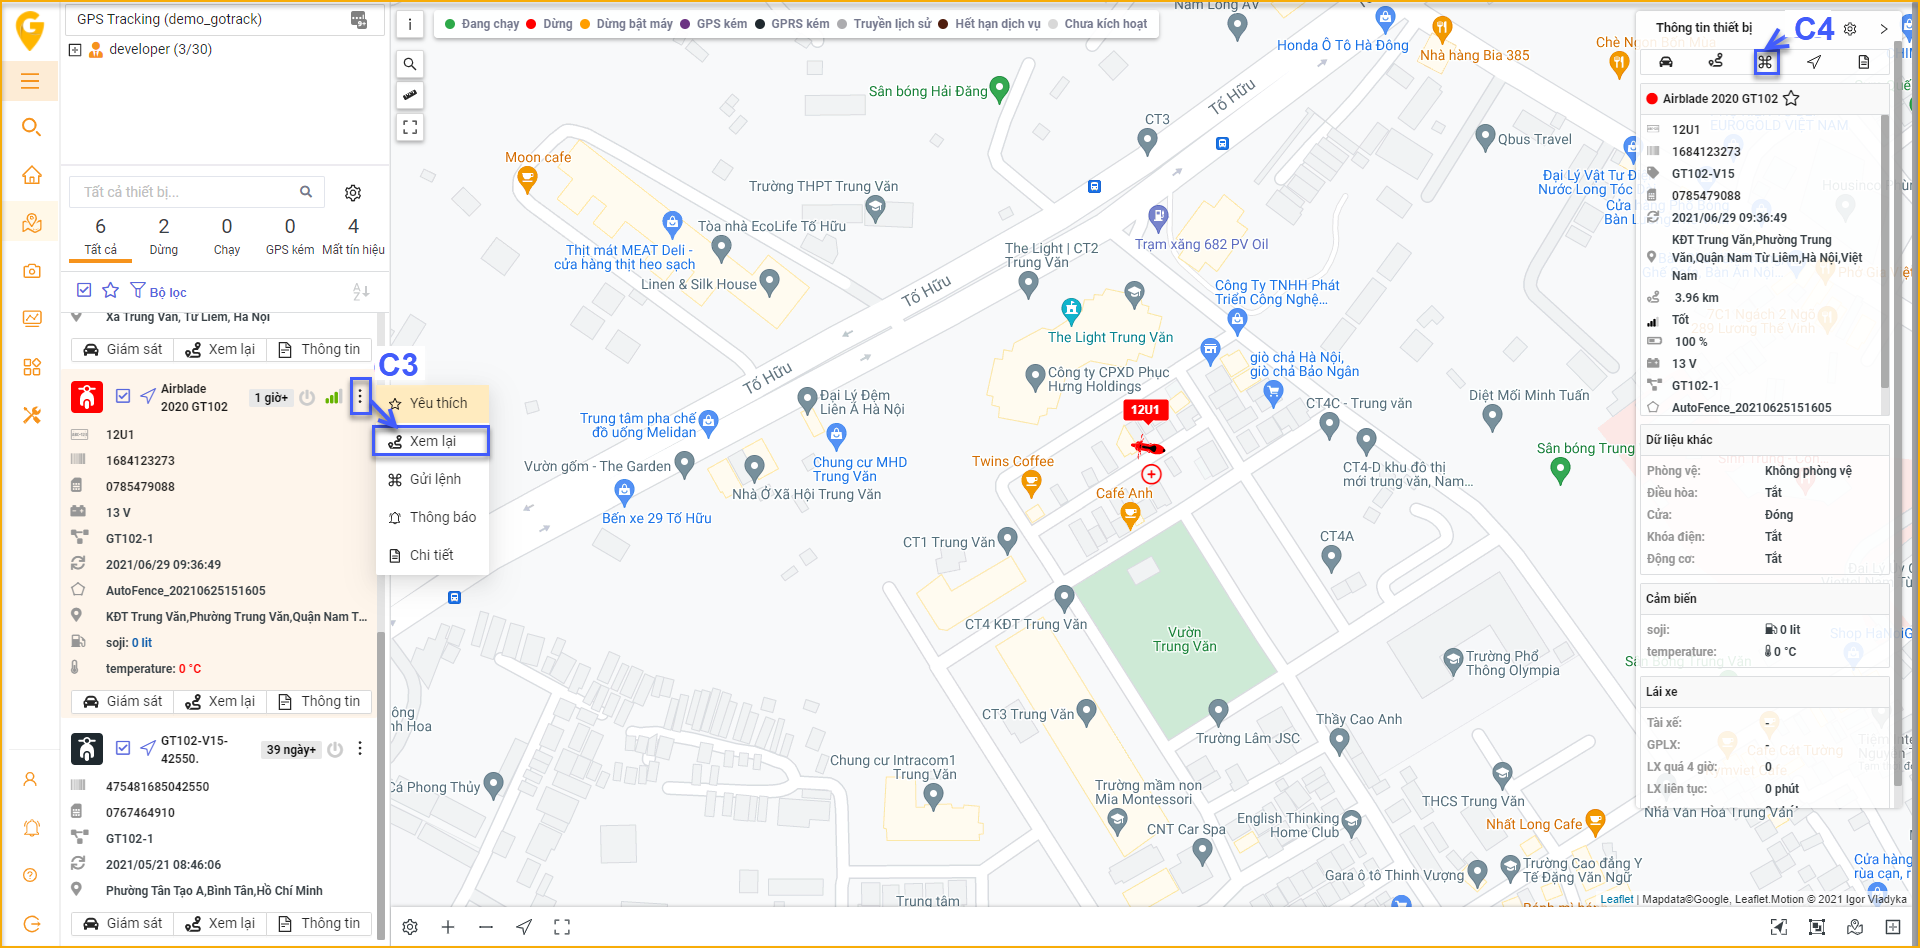 GPS Tracking (demo_gotrack)
developer (3/30)
Tất cả thiết bị...
6
2
0
0
4
Tất cả
Dừng
Chạy
GPS kém
Mất tín hiệu
Bộ lọc
Xã Trung Văn, Từ Liêm, Hà Nội
Giám sát
Xem lại
Thông tin
C3
Airblade
2020 GT102
1 giờ+
12U1
1684123273
0785479088
13 V
GT102-1
2021/06/29 09:36:49
AutoFence_20210625151605
KĐT Trung Văn,Phường Trung Văn,Quận Nam T...
soji: 0 lit
temperature: 0 °C
Giám sát
Xem lại
Thông tin
GT102-V15-
42550.
39 ngày+
475481685042550
0767464910
GT102-1
2021/05/21 08:46:06
Phường Tân Tạo A,Bình Tân,Hồ Chí Minh
Giám sát
Xem lại
Thông tin
Yêu thích
Xem lại
Gửi lệnh
Thông báo
Chi tiết
i
Đang chạy
Dừng
Dừng bật máy
GPS kém
GPRS kém
Truyền lịch sử
Hết hạn dịch vụ
Chưa kích hoạt
Nam Long AV
Honda Ô Tô Hà Đông
Nhà hàng Bia 385
Sân bóng Hải Đăng
Tố Hữu
CT3
Qbus Travel
Moon cafe
Trường THPT Trung Văn
Tòa nhà EcoLife Tố Hữu
Thịt mát MEAT Deli -
cửa hàng thịt heo sạch
Linen & Silk House
Trạm xăng 682 PV Oil
The Light | CT2
Trung Văn
Tố Hữu
Công Ty TNHH Phát
Triển Công Nghệ...
The Light Trung Văn
giò chả Hà Nội,
giò chả Bảo Ngân
Tố Hữu
Công ty CPXD Phục
Hưng Holdings
Đại Lý Đệm
Liên Á Hà Nội
Trung tâm pha chế
đồ uống Melidan
12U1
CT4C - Trung văn
Diệt Mối Minh Tuấn
Chung cư MHD
Trung Văn
Vườn gốm - The Garden
Nhà Ở Xã Hội Trung Văn
Twins Coffee
CT4-D khu đô thị
mới trung văn, Nam...
Sân bóng Trung
Bến xe 29 Tố Hữu
Café Anh
CT1 Trung Văn
CT4A
CT4 KĐT Trung Văn
Vườn
Trung Văn
Trường Phổ
Thông Olympia
CT3 Trung Văn
Trường Lâm JSC
Thầy Cao Anh
Chung cư Intracom1
Trung Văn
Cá Phong Thủy
Trường mầm non
Mia Montessori
CNT Car Spa
English Thinking
Home Club
THCS Trung Văn
Nhất Long Cafe
Nhà Văn Hóa Trung Văn
Gara ô tô Thinh Vượng
Trường Cao đẳng Y
Tế Đặng Văn Ngữ
Cửa hàng
rùa cạn, r
Trung tâm
Leaflet | Mapdata©Google, Leaflet.Motion © 2021 Igor Vladyka
Thông tin thiết bị
C4
Airblade 2020 GT102
12U1
1684123273
GT102-V15
0785479088
2021/06/29 09:36:49
KĐT Trung Văn,Phường Trung
Văn,Quận Nam Từ Liêm,Hà Nội,Việt
Nam
3.96 km
Tốt
100 %
13 V
GT102-1
AutoFence_20210625151605
Dữ liệu khác
Phòng vệ: Không phòng vệ
Điều hòa: Tắt
Cửa: Đóng
Khóa điện: Tắt
Động cơ: Tắt
Cảm biến
soji: 0 lit
temperature: 0 °C
Lái xe
Tài xế: -
GPLX: -
LX quá 4 giờ: 0
LX liên tục: 0 phút